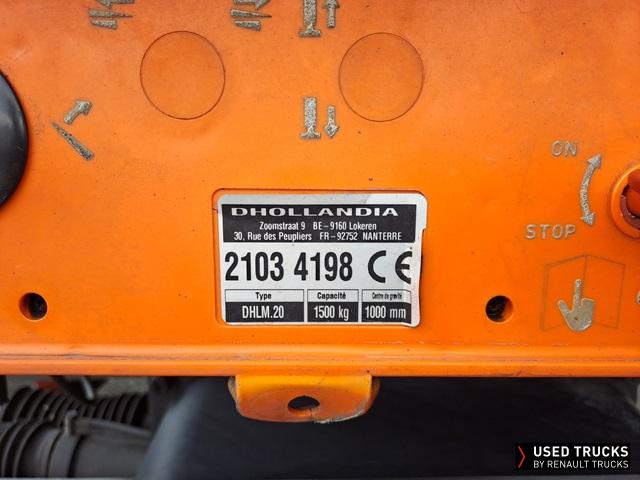 ON
STOP
DHOLLANDIA
Zoomstraat 9 BE-9160 Lokeren
30, Rue des Peupliers FR-92752 NANTERRE
2103 4198 CE
Type Capacité Centre de gravité
DHLM.20 1500 kg 1000 mm
USED TRUCKS
BY RENAULT TRUCKS